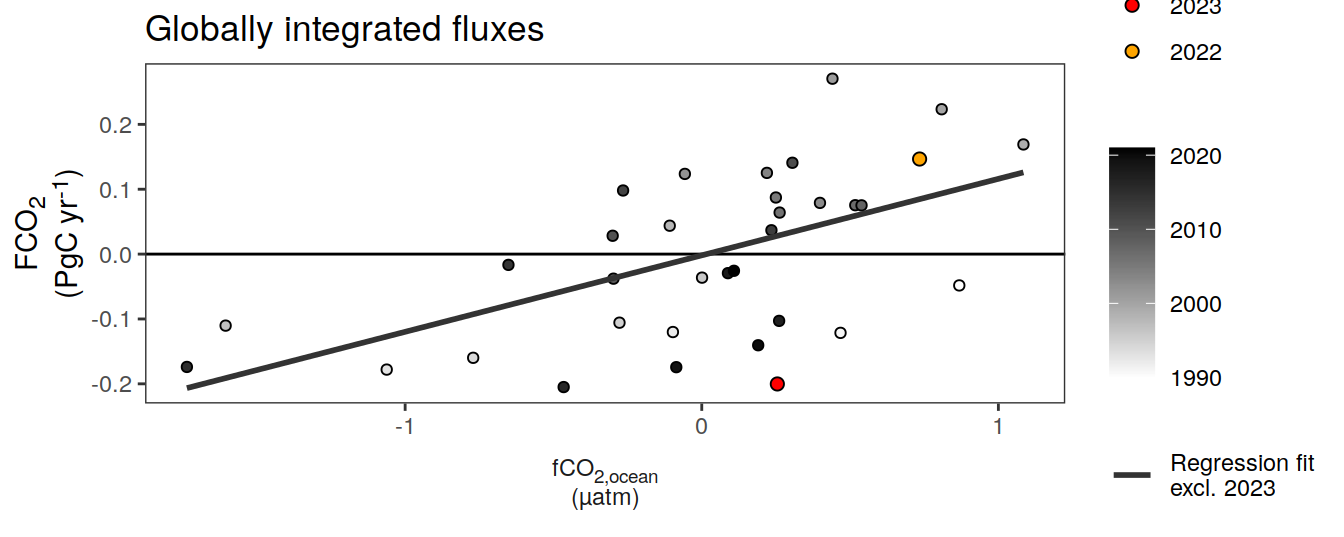 Globally integrated fluxes
FCO2
(PgC yr-1)
0.2
0.1
0.0
-0.1
-0.2
-1
0
1
fCO2,ocean
(µatm)
2023
2022
2020
2010
2000
1990
Regression fit
excl. 2023